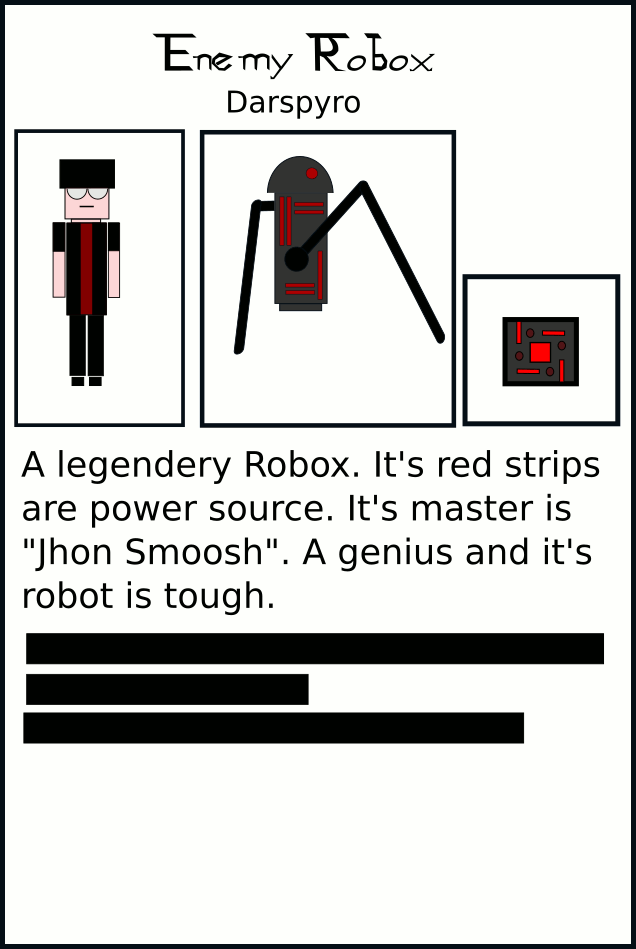 Enemy Robox
Darspyro
A legendery Robox. It's red strips
are power source. It's master is
"Jhon Smoosh". A genius and it's
robot is tough.